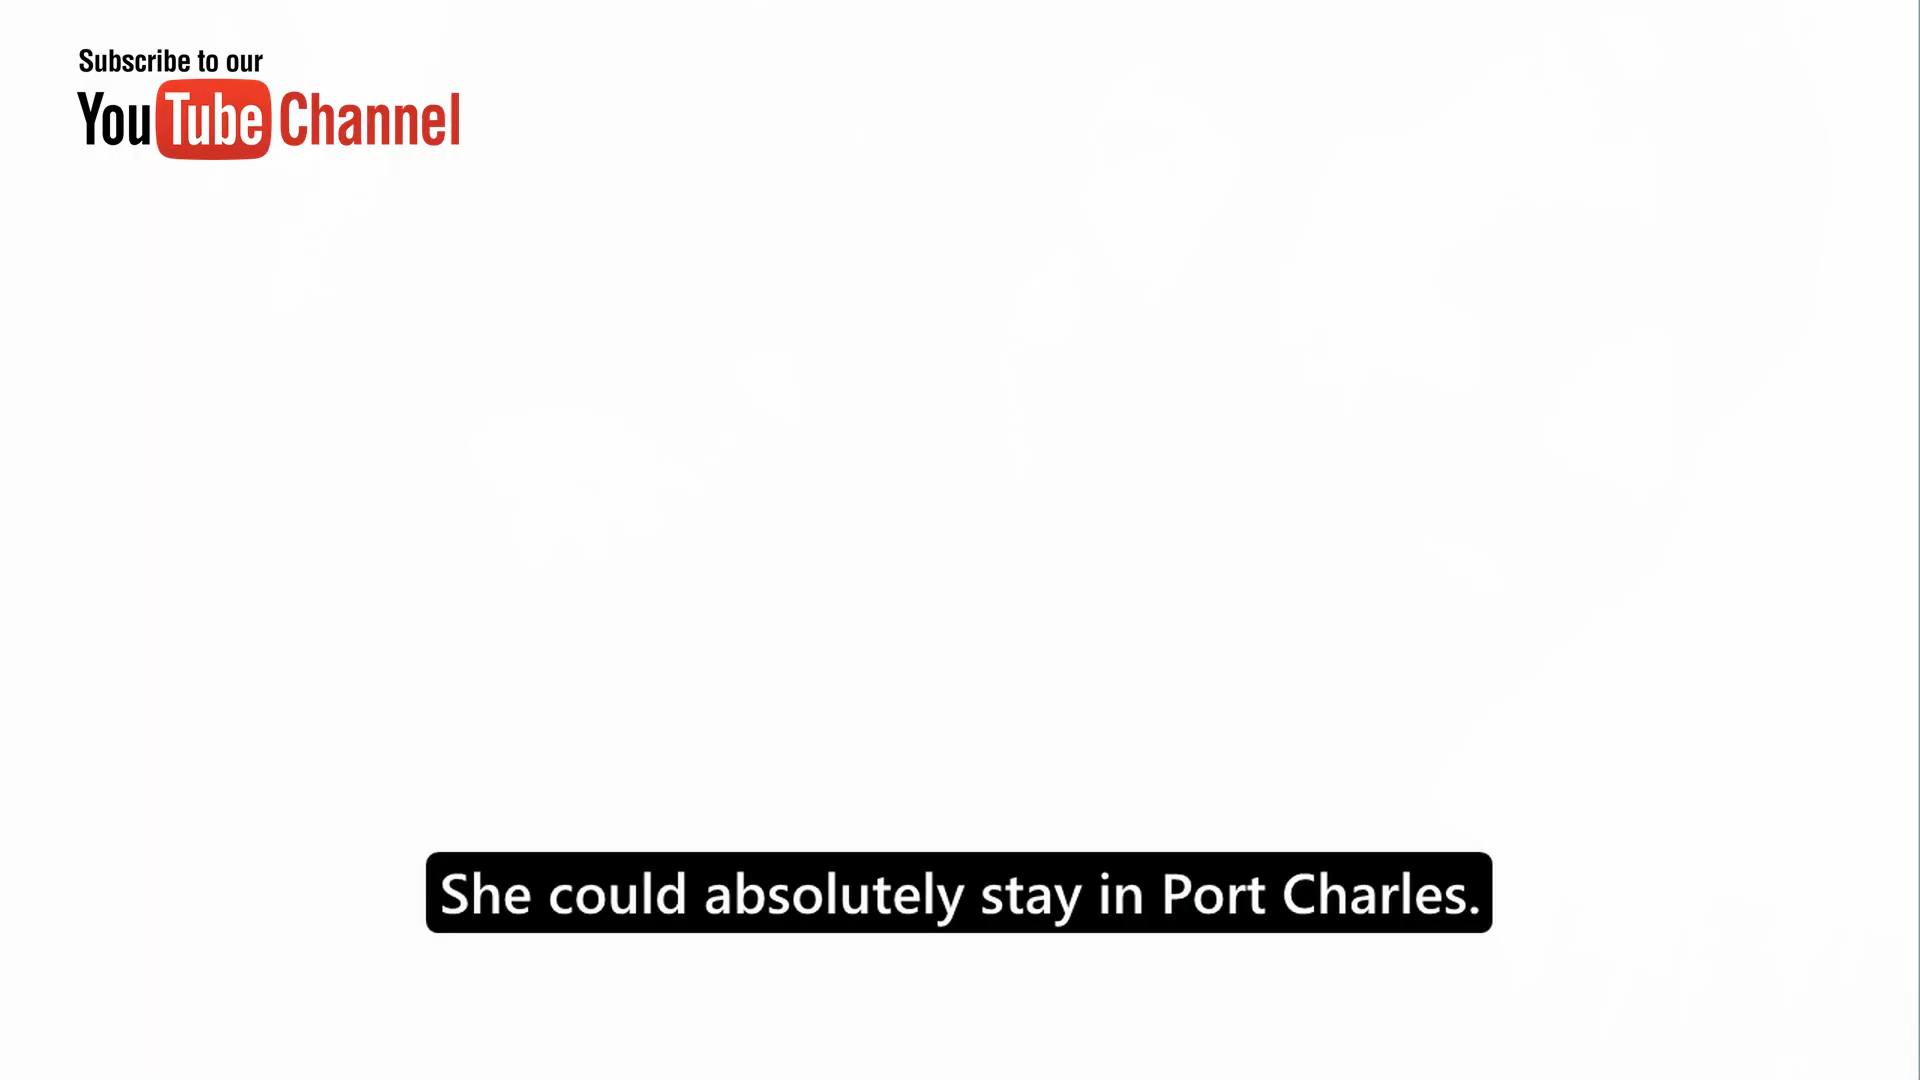 Subscribe to our
YouTube Channel
She could absolutely stay in Port Charles.